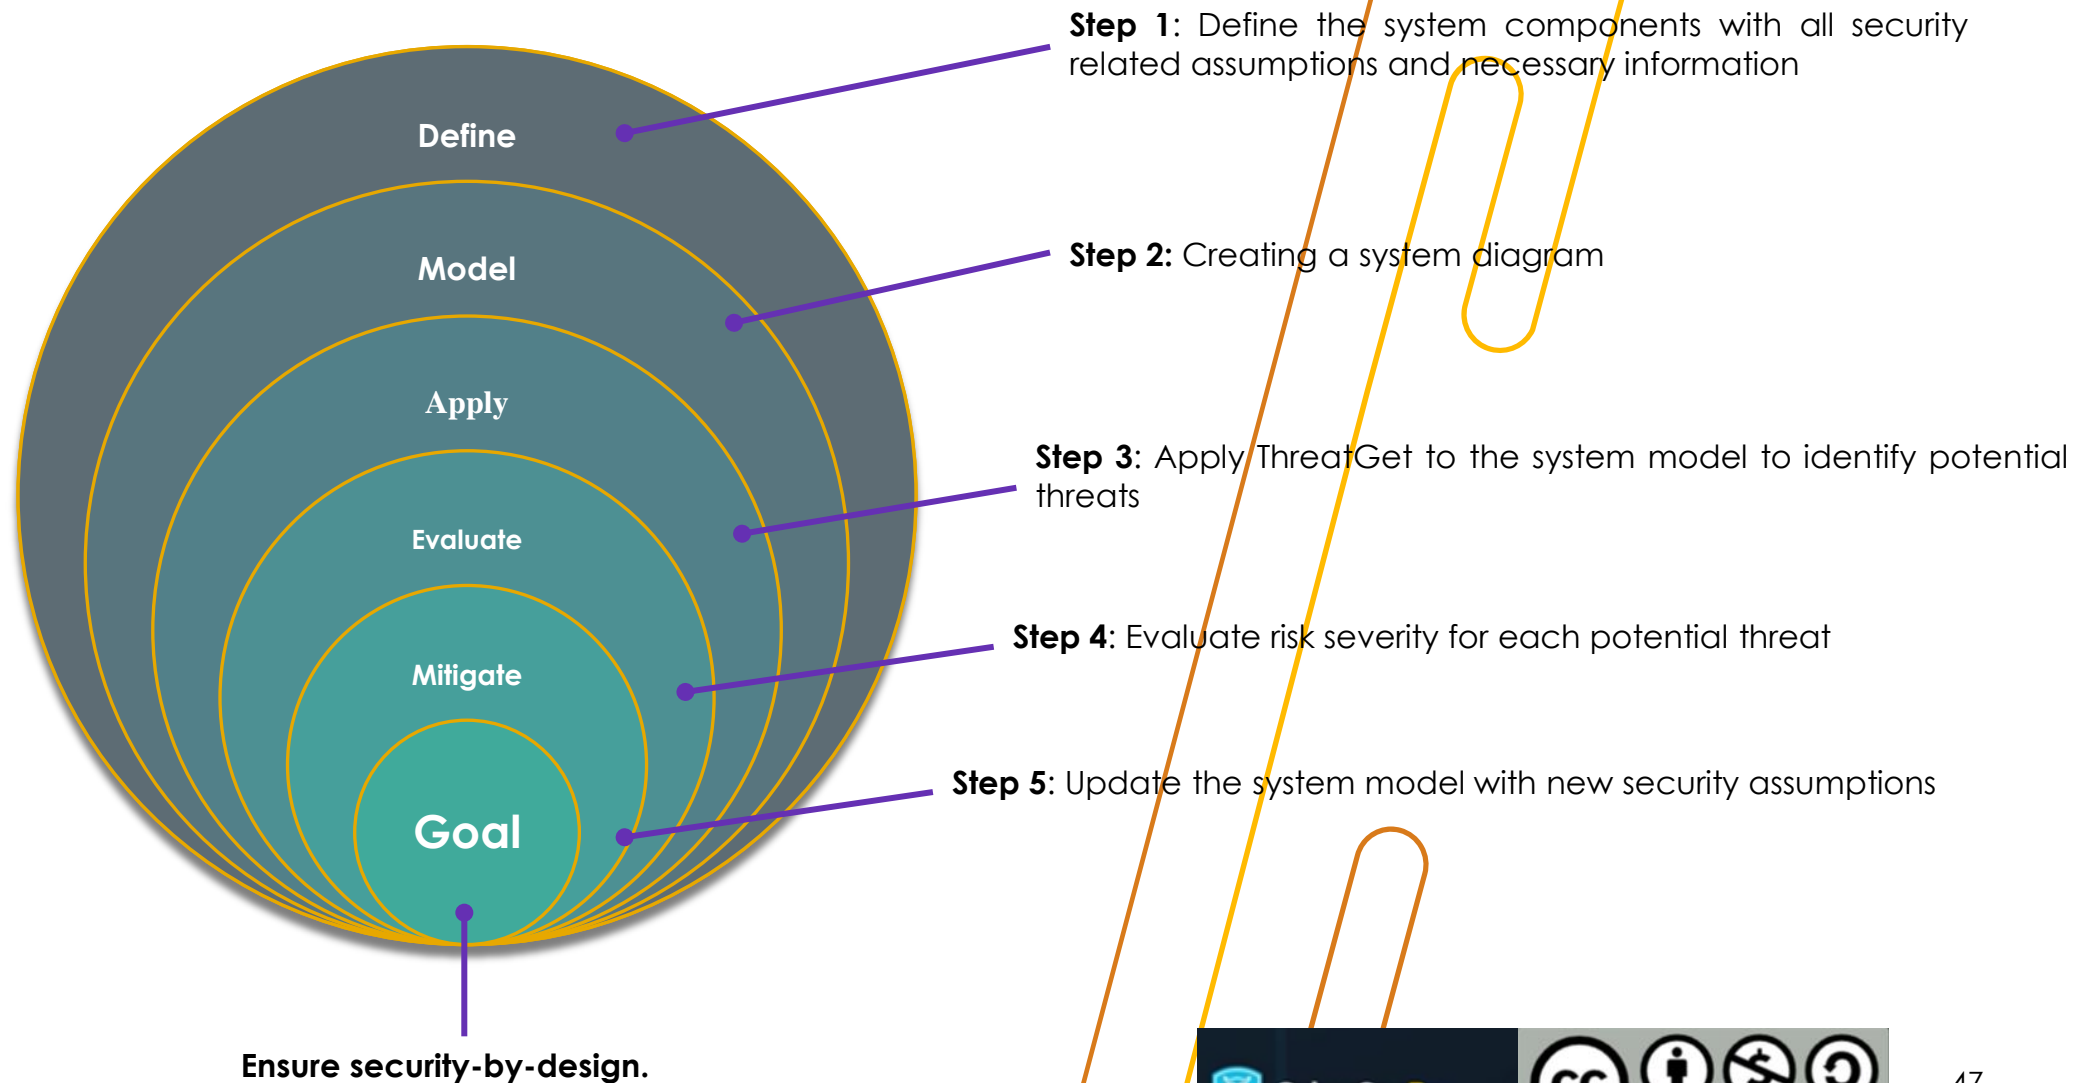 Step 1: Define the system components with all security
related assumptions and necessary information
Define
Step 2: Creating a system diagram
Model
Apply
Step 3: Apply ThreatGet to the system model to identify potential
threats
Evaluate
Step 4: Evaluate risk severity for each potential threat
Mitigate
Step 5: Update the system model with new security assumptions
Goal
Ensure security-by-design.
cc
47